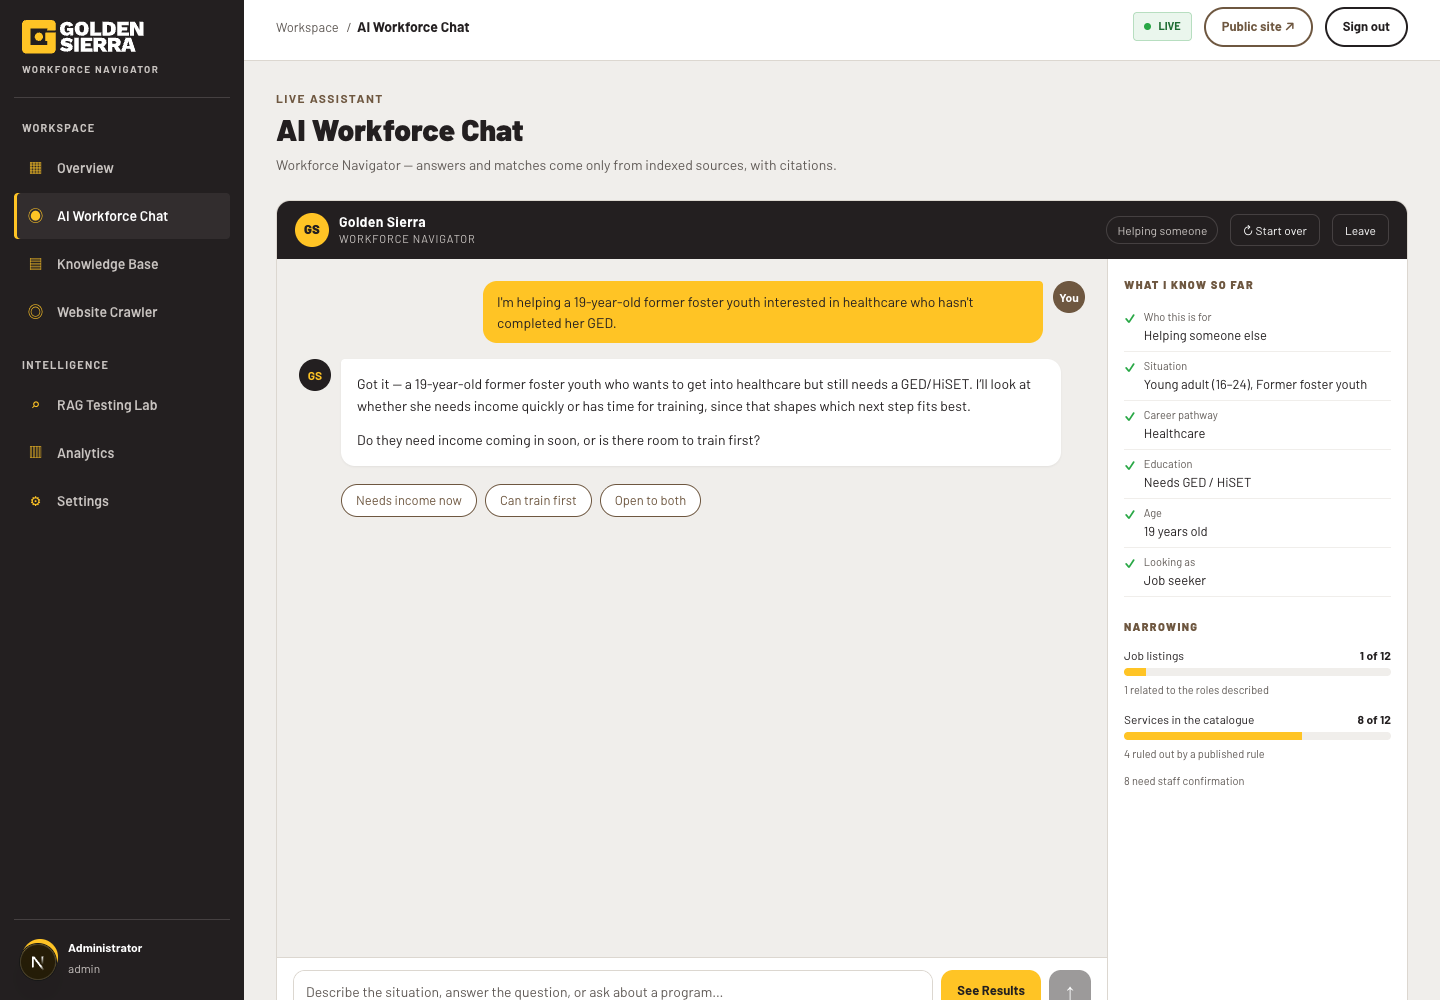 GOLDEN
SIERRA
WORKFORCE NAVIGATOR
WORKSPACE
Overview
AI Workforce Chat
Knowledge Base
Website Crawler
INTELLIGENCE
RAG Testing Lab
Analytics
Settings
N
Administrator
admin
Workspace / AI Workforce Chat
LIVE
Public site ↗
Sign out
LIVE ASSISTANT
AI Workforce Chat
Workforce Navigator — answers and matches come only from indexed sources, with citations.
GS
Golden Sierra
WORKFORCE NAVIGATOR
Helping someone
↻ Start over
Leave
I'm helping a 19-year-old former foster youth interested in healthcare who hasn't
completed her GED.
You
GS
Got it — a 19-year-old former foster youth who wants to get into healthcare but still needs a GED/HiSET. I'll look at
whether she needs income quickly or has time for training, since that shapes which next step fits best.
Do they need income coming in soon, or is there room to train first?
Needs income now
Can train first
Open to both
Describe the situation, answer the question, or ask about a program...
See Results
↑
WHAT I KNOW SO FAR
Who this is for
Helping someone else
Situation
Young adult (16–24), Former foster youth
Career pathway
Healthcare
Education
Needs GED / HiSET
Age
19 years old
Looking as
Job seeker
NARROWING
Job listings 1 of 12
1 related to the roles described
Services in the catalogue 8 of 12
4 ruled out by a published rule
8 need staff confirmation